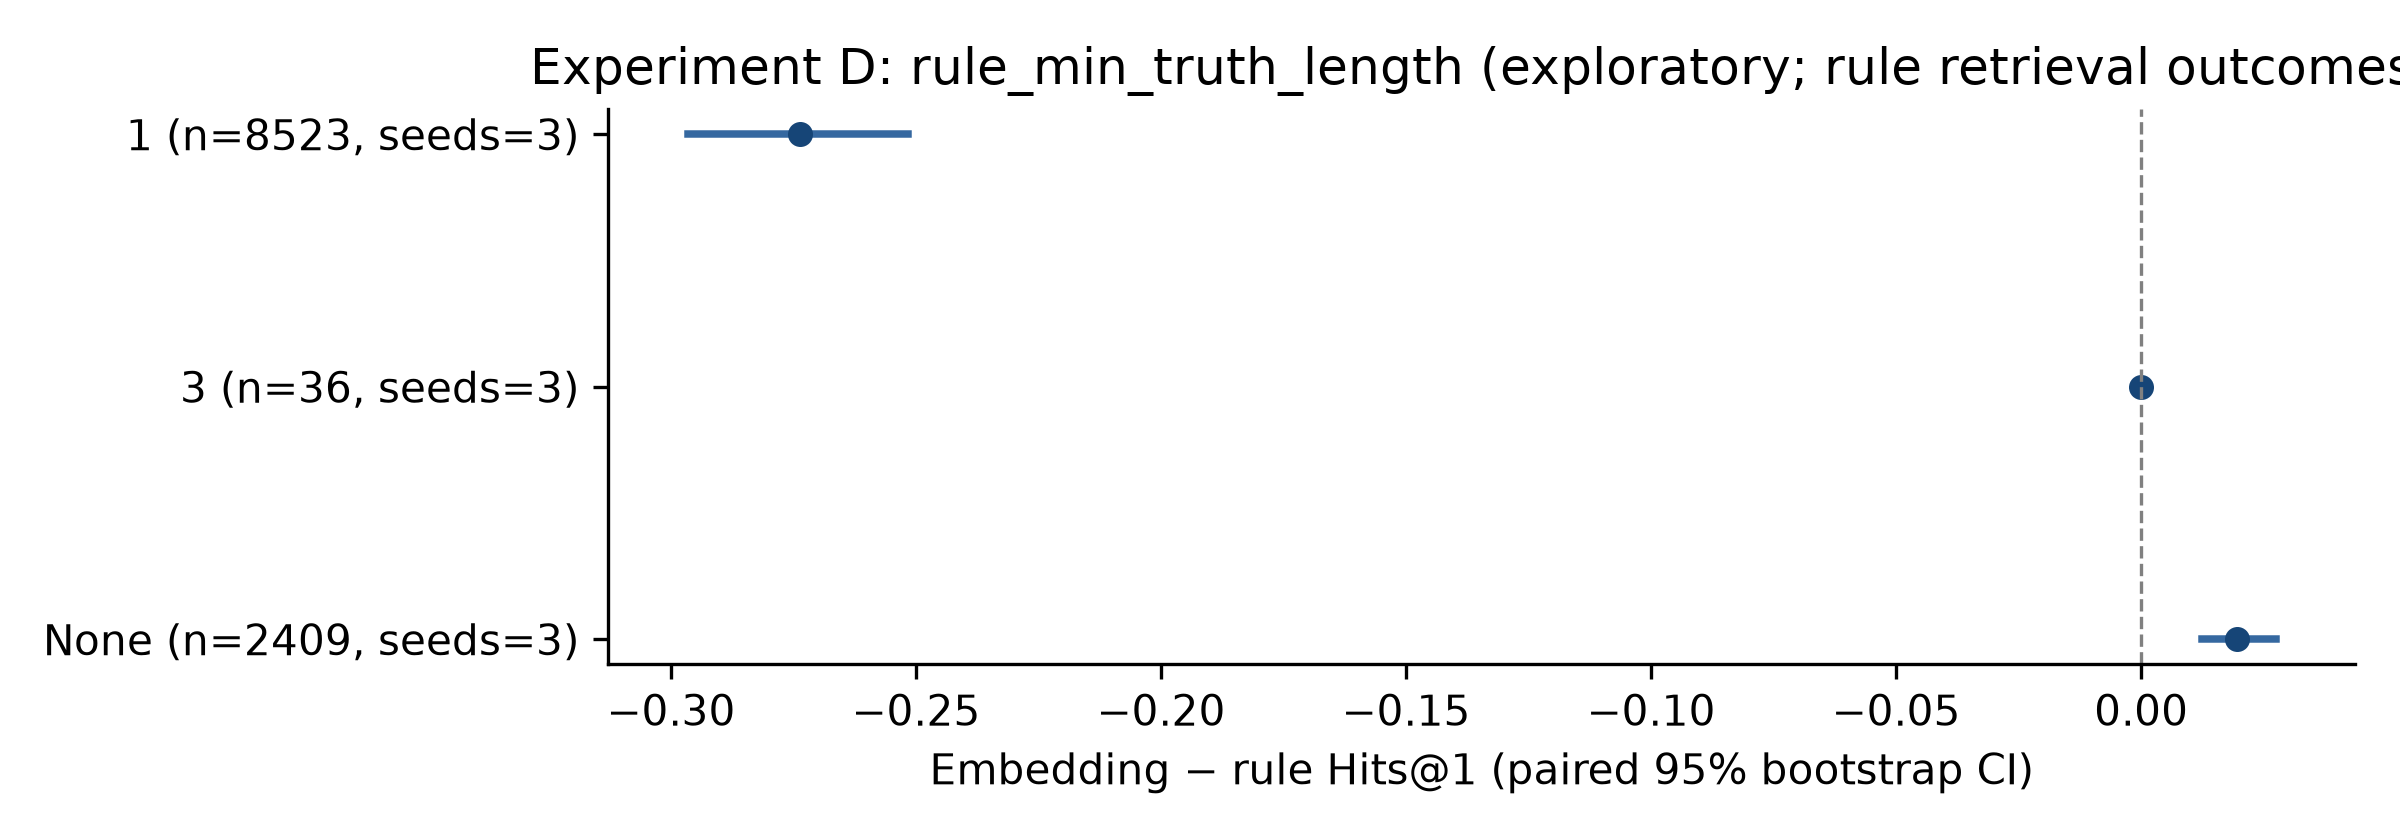 Experiment D: rule_min_truth_length (exploratory; rule retrieval outcomes
1 (n=8523, seeds=3)
3 (n=36, seeds=3)
None (n=2409, seeds=3)
−0.30 −0.25 −0.20 −0.15 −0.10 −0.05 0.00
Embedding − rule Hits@1 (paired 95% bootstrap CI)